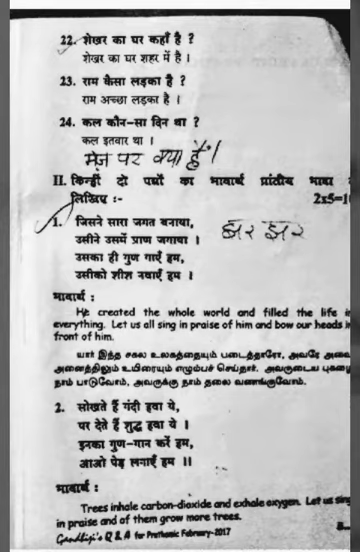 22. शेखर का घर कहाँ है ?
शेखर का घर शहर में है ।
23. राम कैसा लड़का है ?
राम अच्छा लड़का है ।
24. कल कौन-सा दिन था ?
कल इतवार था ।
मेज पर क्या है ।
II. किन्हीं दो पद्यों का भावार्थ प्रांतीय भाषा
लिखिए :- 2x5=1
1. जिसने सारा जगत बनाया,
झर झर
उसीने उसमें प्राण जगाया ।
उसका ही गुण गाएँ हम,
उसीको शीश नवाएँ हम ।
भावार्थ :
He created the whole world and filled the life
everything. Let us all sing in praise of him and bow our heads
front of him.
யார் இந்த சகல உலகத்தையும் படைத்தாரோ, அவரே
அனைத்திலும் உயிரையும் எழும்பச் செய்தார். அவருடைய
நாம் பாடுவோம், அவருக்கு நாம் தலை வணங்குவோம்.
2. सोखते हैं गंदी हवा ये,
पर देते हैं शुद्ध हवा ये ।
इनका गुण-गान करें हम,
आओ पेड़ लगाएँ हम ॥
भावार्थ :
Trees inhale carbon-dioxide and exhale oxygen. Let us sing
in praise and of them grow more trees.
Gandhiji's Q & A for Prathamic February-2017